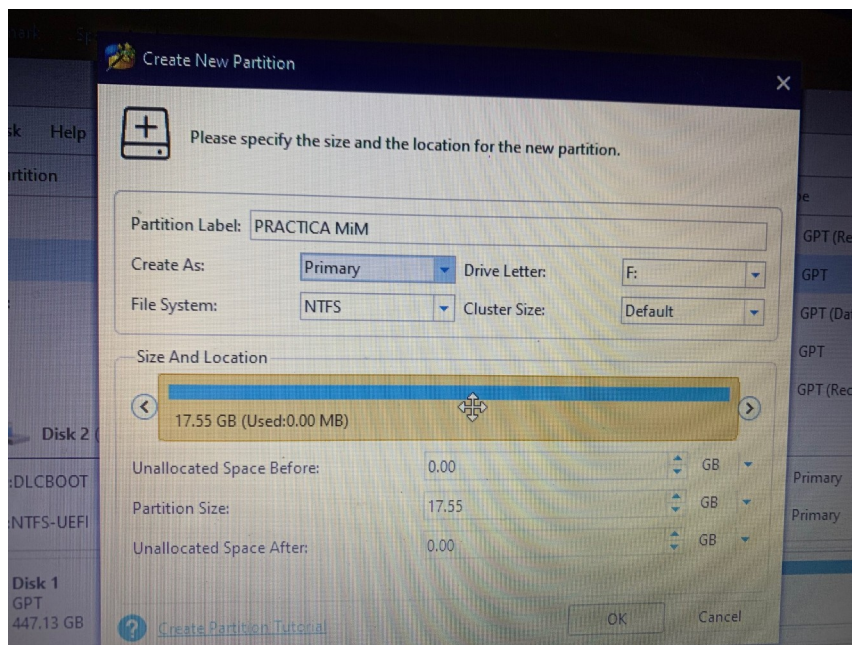 Create New Partition
Help
Please specify the size and the location for the new partition.
Partition Label: PRACTICA MiM
Create As: Primary Drive Letter: F:
File System: NTFS Cluster Size: Default
GPT
GPT
Size And Location
17.55 GB (Used:0.00 MB)
Disk 2
Unallocated Space Before: 0.00 GB
:DLCBOOT
Primary
Partition Size: 17.55 GB
:NTFS-UEFI
Primary
Unallocated Space After: 0.00 GB
Disk 1
GPT
447.13 GB
Create Partition Tutorial
OK Cancel